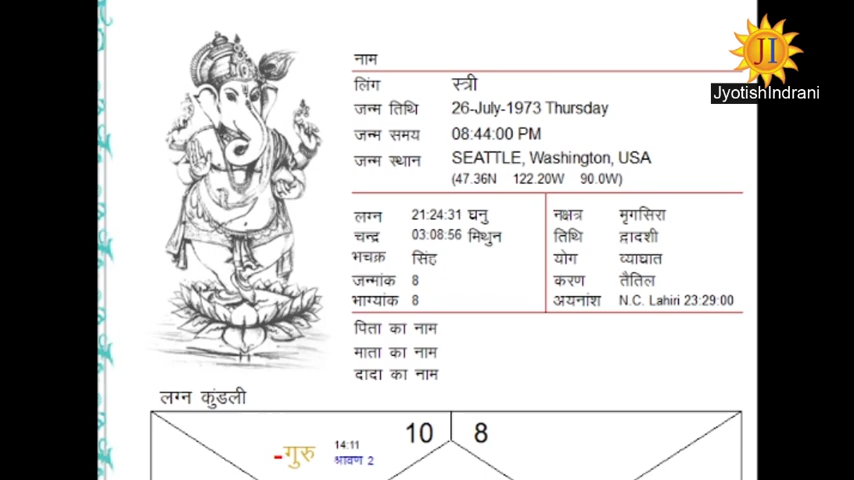 JI
JyotishIndrani
नाम
लिंग स्त्री
जन्म तिथि 26-July-1973 Thursday
जन्म समय 08:44:00 PM
जन्म स्थान SEATTLE, Washington, USA
(47.36N 122.20W 90.0W)
लग्न 21:24:31 घनु
चन्द्र 03:08:56 मिथुन
भचक्र सिंह
जन्मांक 8
भाग्यांक 8
नक्षत्र मृगसिरा
तिथि द्वादशी
योग व्याघात
करण तैतिल
अयनांश N.C. Lahiri 23:29:00
पिता का नाम
माता का नाम
दादा का नाम
लग्न कुंडली
10 8
-गुरु 14:11
श्रावण 2